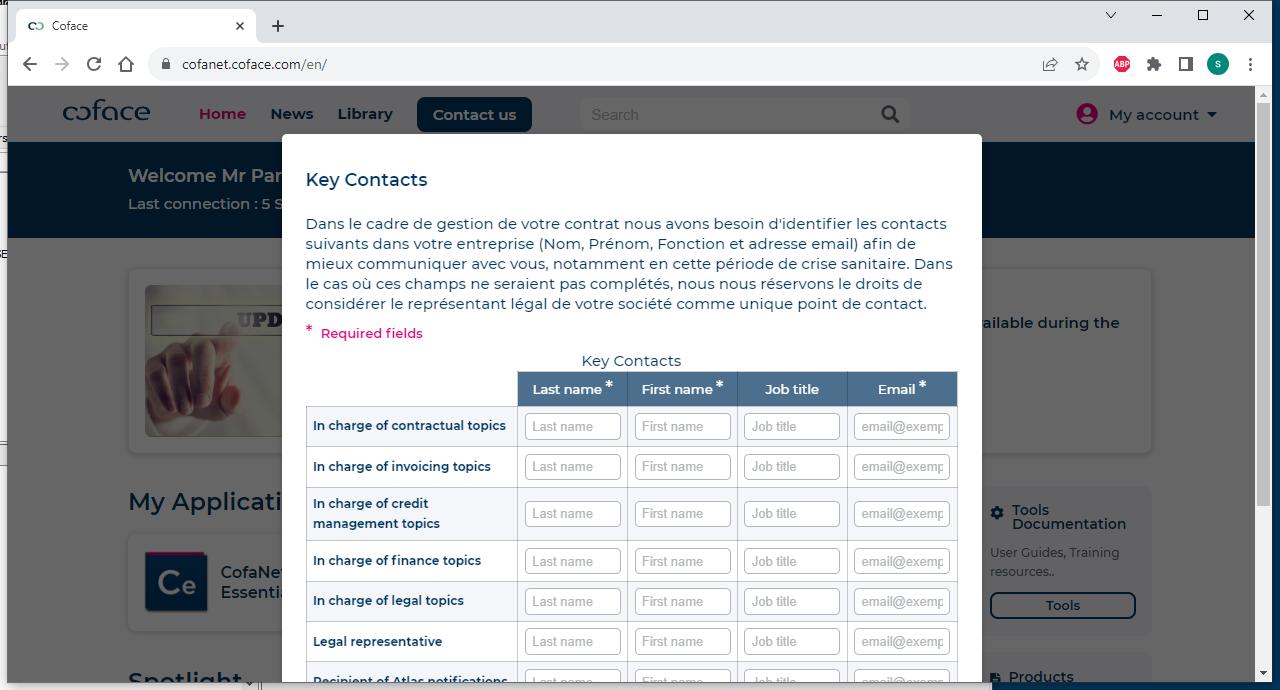 Coface
cofanet.coface.com/en/
ABP
S
coface
Home
News
Library
Contact us
Search
My account
Welcome Mr Par
Last connection : 5 S
Key Contacts
Dans le cadre de gestion de votre contrat nous avons besoin d'identifier les contacts
suivants dans votre entreprise (Nom, Prénom, Fonction et adresse email) afin de
mieux communiquer avec vous, notamment en cette période de crise sanitaire. Dans
le cas où ces champs ne seraient pas complétés, nous nous réservons le droits de
considérer le représentant légal de votre société comme unique point de contact.
* Required fields
UPD
ailable during the
Key Contacts
Last name * First name * Job title Email *
In charge of contractual topics Last name First name Job title email@exemp
In charge of invoicing topics Last name First name Job title email@exemp
In charge of credit
management topics Last name First name Job title email@exemp
In charge of finance topics Last name First name Job title email@exemp
In charge of legal topics Last name First name Job title email@exemp
Legal representative Last name First name Job title email@exemp
Recipient of Atlas notifications Last name First name Job title email@exemp
My Applicati
Ce
CofaNe
Essentia
Spotlight
Tools
Documentation
User Guides, Training
resources..
Tools
Products